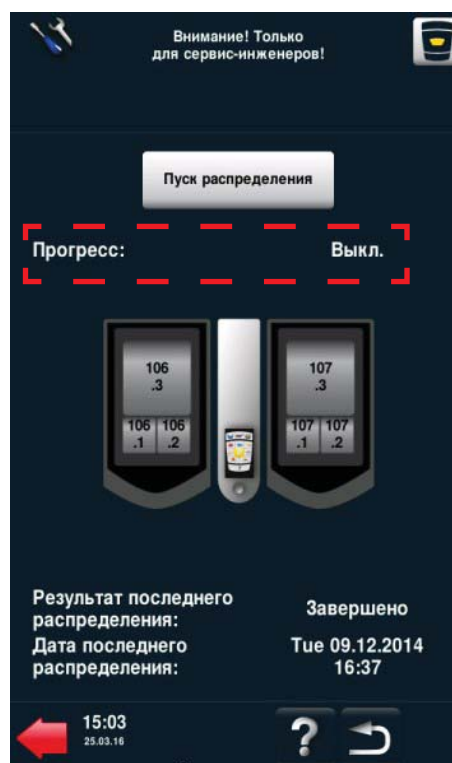 Внимание! Только
для сервис-инженеров!
Пуск распределения
Прогресс: Выкл.
106
.3
107
.3
106 106
.1 .2
107 107
.1 .2
Результат последнего
распределения:
Завершено
Дата последнего
распределения:
Tue 09.12.2014
16:37
15:03
25.03.16
?